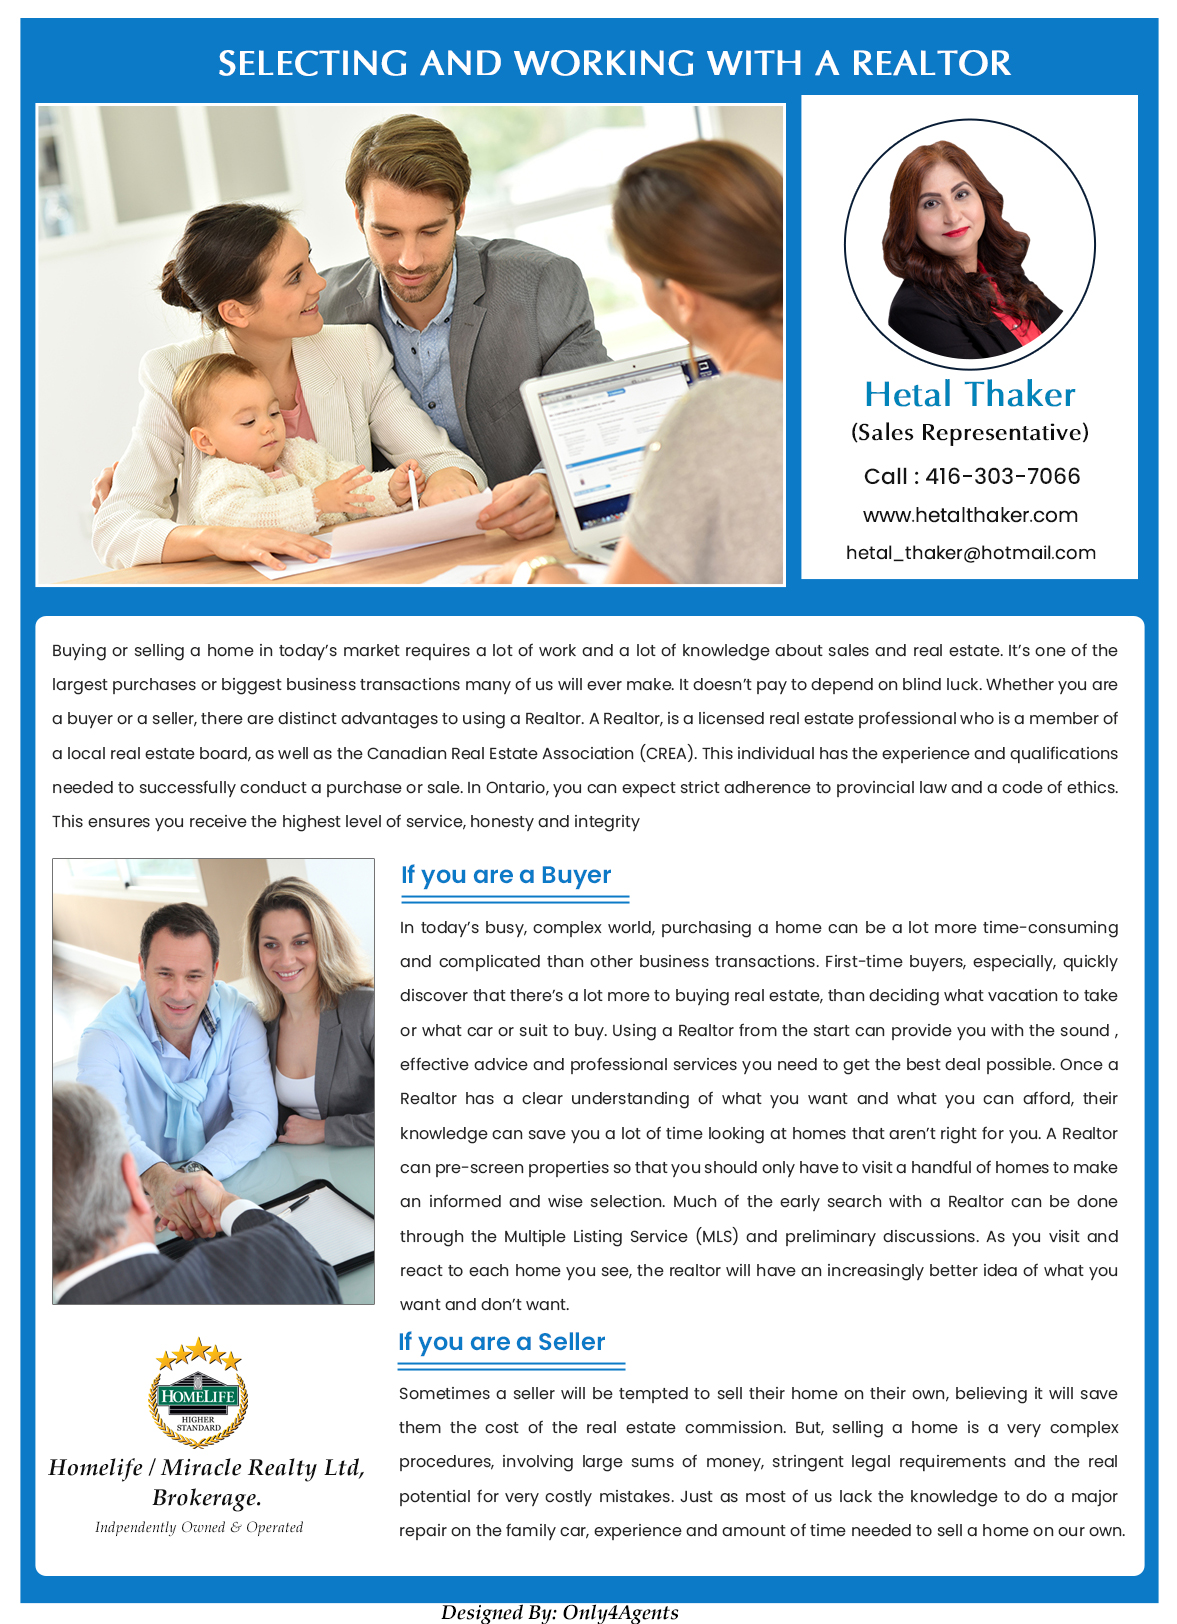 SELECTING AND WORKING WITH A REALTOR
Hetal Thaker
(Sales Representative)
Call : 416-303-7066
www.hetalthaker.com
hetal_thaker@hotmail.com
Buying or selling a home in today’s market requires a lot of work and a lot of knowledge about sales and real estate. It’s one of the
largest purchases or biggest business transactions many of us will ever make. It doesn’t pay to depend on blind luck. Whether you are
a buyer or a seller, there are distinct advantages to using a Realtor. A Realtor, is a licensed real estate professional who is a member of
a local real estate board, as well as the Canadian Real Estate Association (CREA). This individual has the experience and qualifications
needed to successfully conduct a purchase or sale. In Ontario, you can expect strict adherence to provincial law and a code of ethics.
This ensures you receive the highest level of service, honesty and integrity
If you are a Buyer
In today’s busy, complex world, purchasing a home can be a lot more time-consuming
and complicated than other business transactions. First-time buyers, especially, quickly
discover that there’s a lot more to buying real estate, than deciding what vacation to take
or what car or suit to buy. Using a Realtor from the start can provide you with the sound ,
effective advice and professional services you need to get the best deal possible. Once a
Realtor has a clear understanding of what you want and what you can afford, their
knowledge can save you a lot of time looking at homes that aren’t right for you. A Realtor
can pre-screen properties so that you should only have to visit a handful of homes to make
an informed and wise selection. Much of the early search with a Realtor can be done
through the Multiple Listing Service (MLS) and preliminary discussions. As you visit and
react to each home you see, the realtor will have an increasingly better idea of what you
want and don’t want.
If you are a Seller
Sometimes a seller will be tempted to sell their home on their own, believing it will save
them the cost of the real estate commission. But, selling a home is a very complex
procedures, involving large sums of money, stringent legal requirements and the real
potential for very costly mistakes. Just as most of us lack the knowledge to do a major
repair on the family car, experience and amount of time needed to sell a home on our own.
HOMELIFE
HIGHER
STANDARD
Homelife / Miracle Realty Ltd,
Brokerage.
Indpendently Owned & Operated
Designed By: Only4Agents